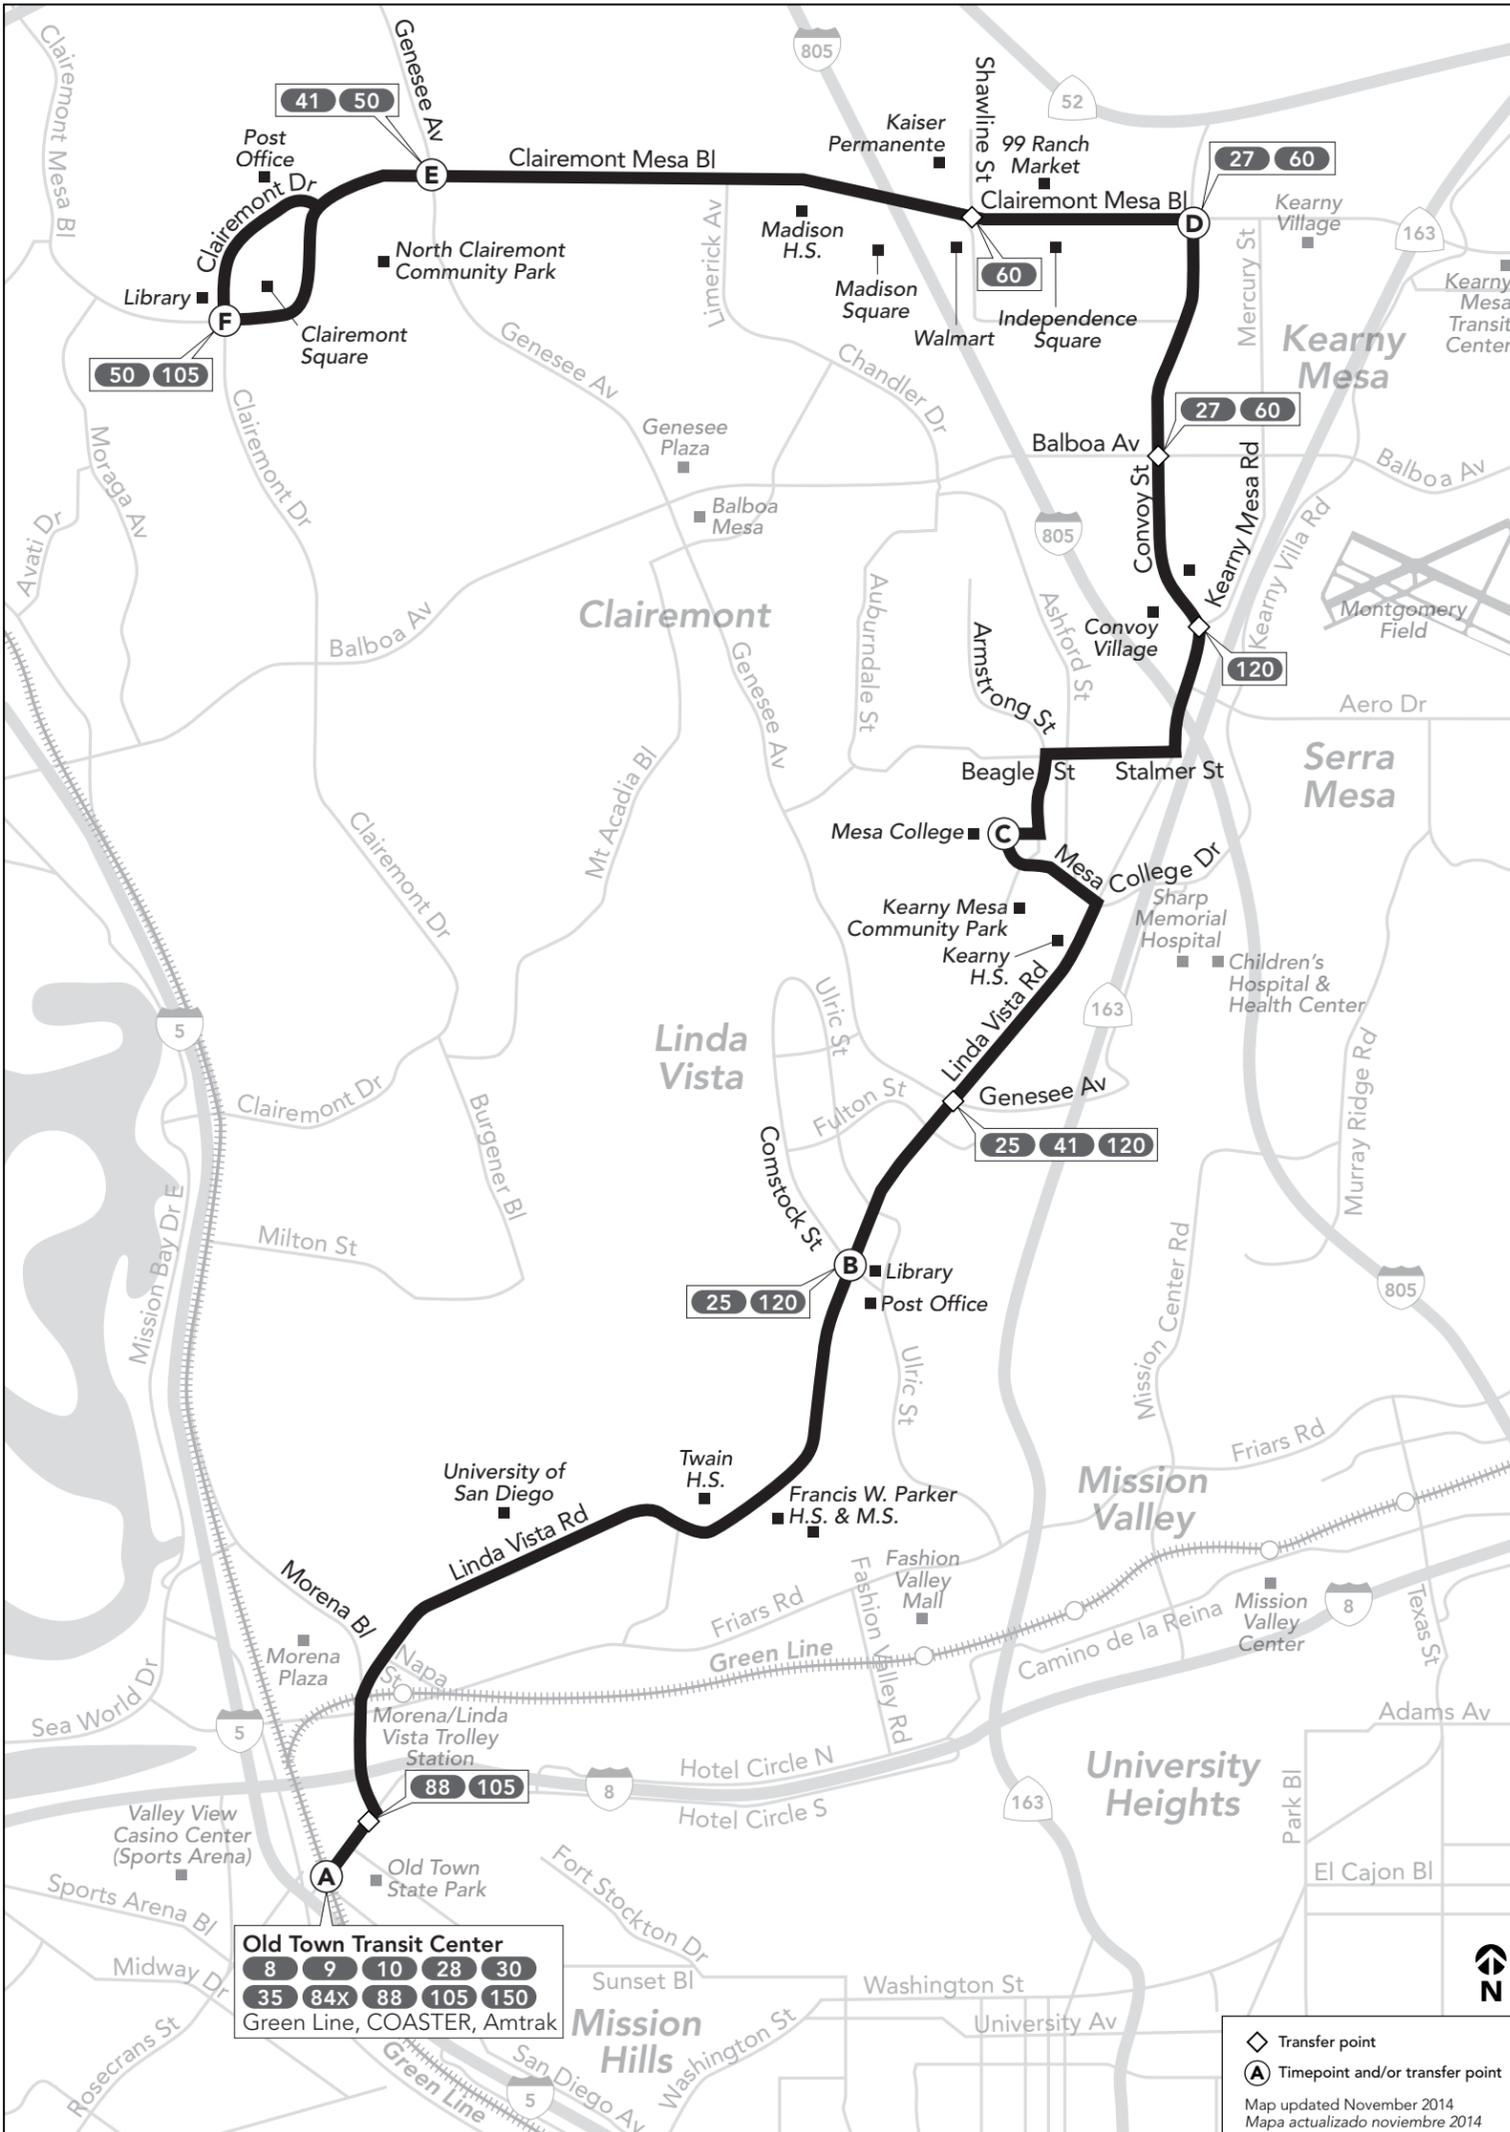 Clairemont Mesa Bl
Genesee Av
805
52
Shawline St
41 50
Post
Office
Kaiser
Permanente
99 Ranch
Market
27 60
E
Clairemont Mesa Bl
Clairemont Dr
Clairemont Mesa Bl
D
Kearny
Village
163
Limerick Av
Madison
H.S.
North Clairemont
Community Park
Madison
Square
60
Mercury St
Kearny
Mesa
Transit
Center
Library
F
Clairemont
Square
Walmart
Independence
Square
Kearny
Mesa
50 105
Genesee Av
Chandler Dr
Clairemont Dr
27 60
Moraga Av
Genesee
Plaza
Balboa Av
Balboa Av
Convoy St
Kearny Mesa Rd
Avati Dr
Balboa
Mesa
805
Kearny Villa Rd
Clairemont
Auburndale St
Ashford St
Armstrong St
Balboa Av
Genesee Av
Convoy
Village
Montgomery
Field
120
Aero Dr
Serra
Mesa
Beagle St
Stalmer St
Mt Acadia Bl
Clairemont Dr
Mesa College
C
Mesa
College Dr
Kearny Mesa
Community Park
Sharp
Memorial
Hospital
Kearny
H.S.
Children's
Hospital &
Health Center
Ulric St
Linda Vista Rd
163
5
Linda
Vista
Murray Ridge Rd
Clairemont Dr
Burgener Bl
Fulton St
Genesee Av
25 41 120
Comstock St
Mission Bay Dr E
Milton St
Mission Center Rd
B
Library
25 120
Post Office
805
Ulric St
Friars Rd
Twain
H.S.
University of
San Diego
Francis W. Parker
H.S. & M.S.
Mission
Valley
Linda Vista Rd
Morena Bl
Fashion
Valley
Mall
Fashion Valley Rd
Mission
Valley
Center
8
Texas St
Friars Rd
Camino de la Reina
Green Line
Morena
Plaza
Napa
St
Sea World Dr
5
Morena/Linda
Vista Trolley
Station
Adams Av
88 105
Hotel Circle N
8
Hotel Circle S
163
University
Heights
Park Bl
Valley View
Casino Center
(Sports Arena)
A
Old Town
State Park
Fort Stockton Dr
El Cajon Bl
Sports Arena Bl
Midway Dr
Old Town Transit Center
8 9 10 28 30
35 84x 88 105 150
Green Line, COASTER, Amtrak
Sunset Bl
Washington St
University Av
Mission
Hills
Washington St
Rosecrans St
Green Line
San Diego Av
5
N
Transfer point
A Timepoint and/or transfer point
Map updated November 2014
Mapa actualizado noviembre 2014